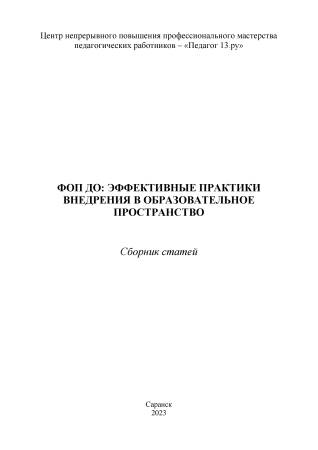 Центр непрерывного повышения профессионального мастерства
педагогических работников – «Педагог 13.ру»
ФОП ДО: ЭФФЕКТИВНЫЕ ПРАКТИКИ
ВНЕДРЕНИЯ В ОБРАЗОВАТЕЛЬНОЕ
ПРОСТРАНСТВО
Сборник статей
Саранск
2023